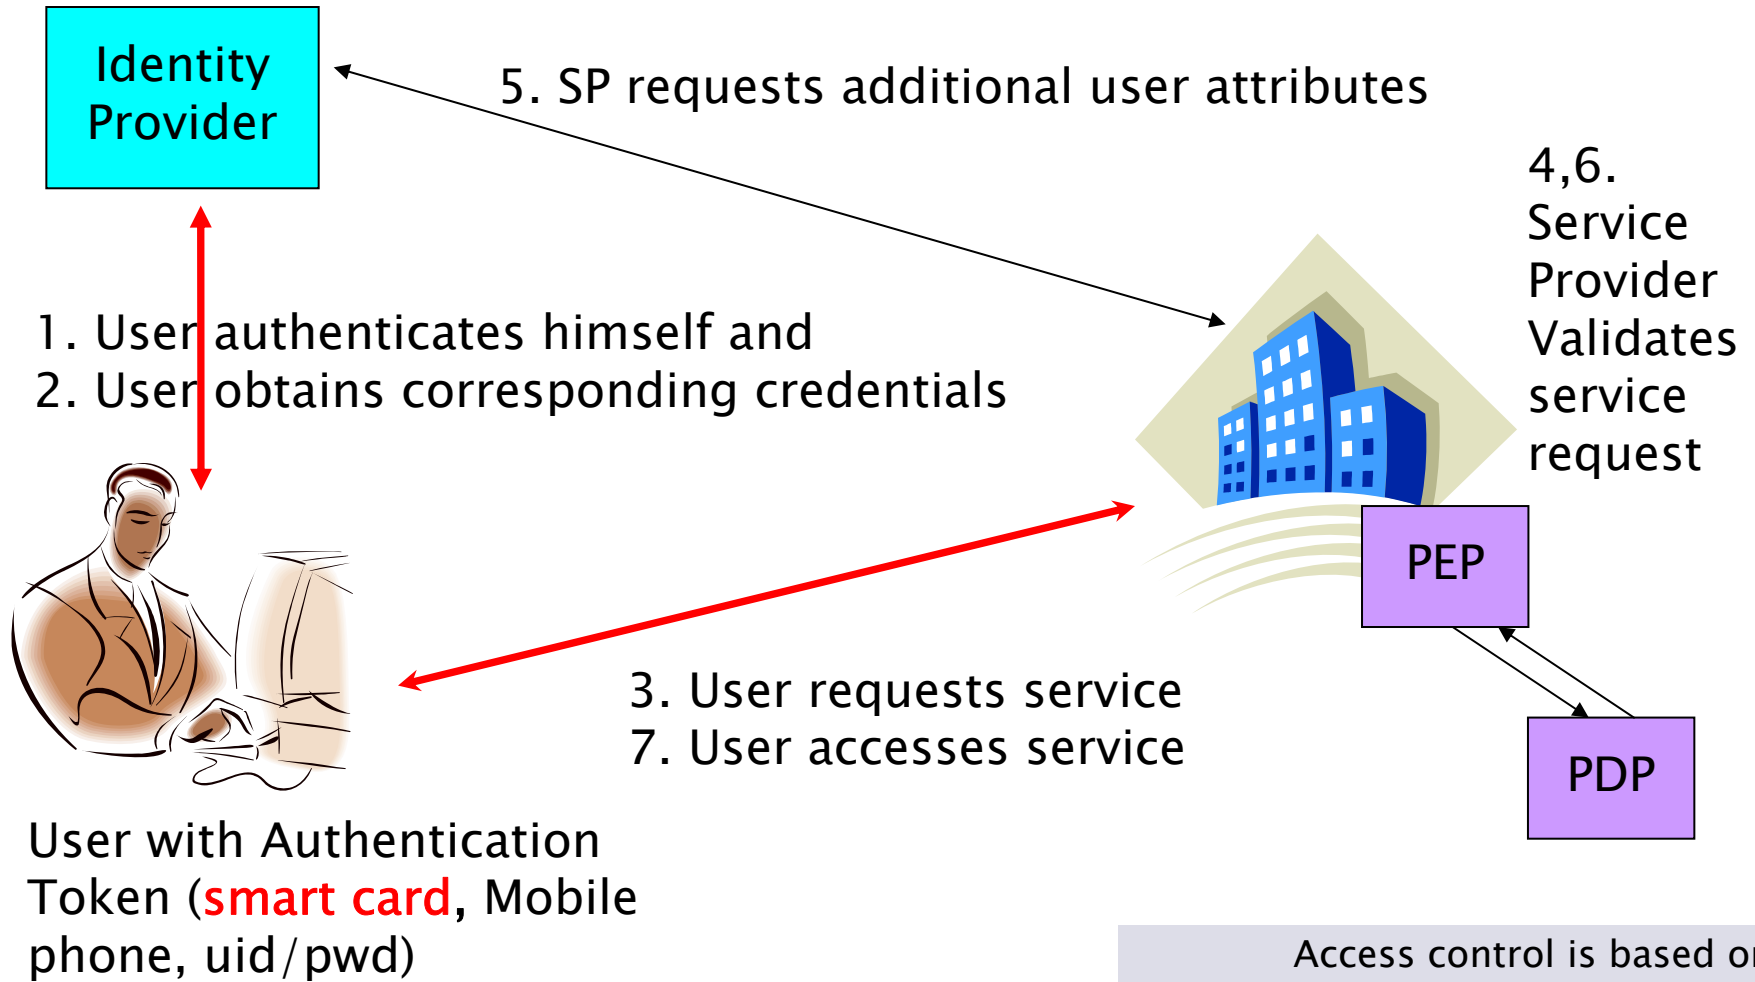 Identity
Provider
5. SP requests additional user attributes
4,6.
Service
Provider
Validates
service
request
1. User authenticates himself and
2. User obtains corresponding credentials
PEP
3. User requests service
7. User accesses service
PDP
User with Authentication
Token (smart card, Mobile
phone, uid/pwd)
Access control is based